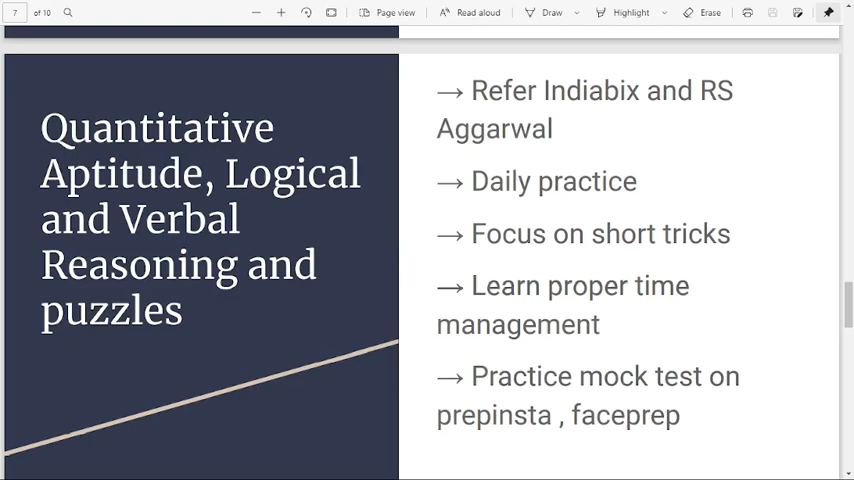 7 of 10 Page view Read aloud Draw Highlight Erase
Quantitative
Aptitude, Logical
and Verbal
Reasoning and
puzzles
→ Refer Indiabix and RS
Aggarwal
→ Daily practice
→ Focus on short tricks
→ Learn proper time
management
→ Practice mock test on
prepinsta , faceprep